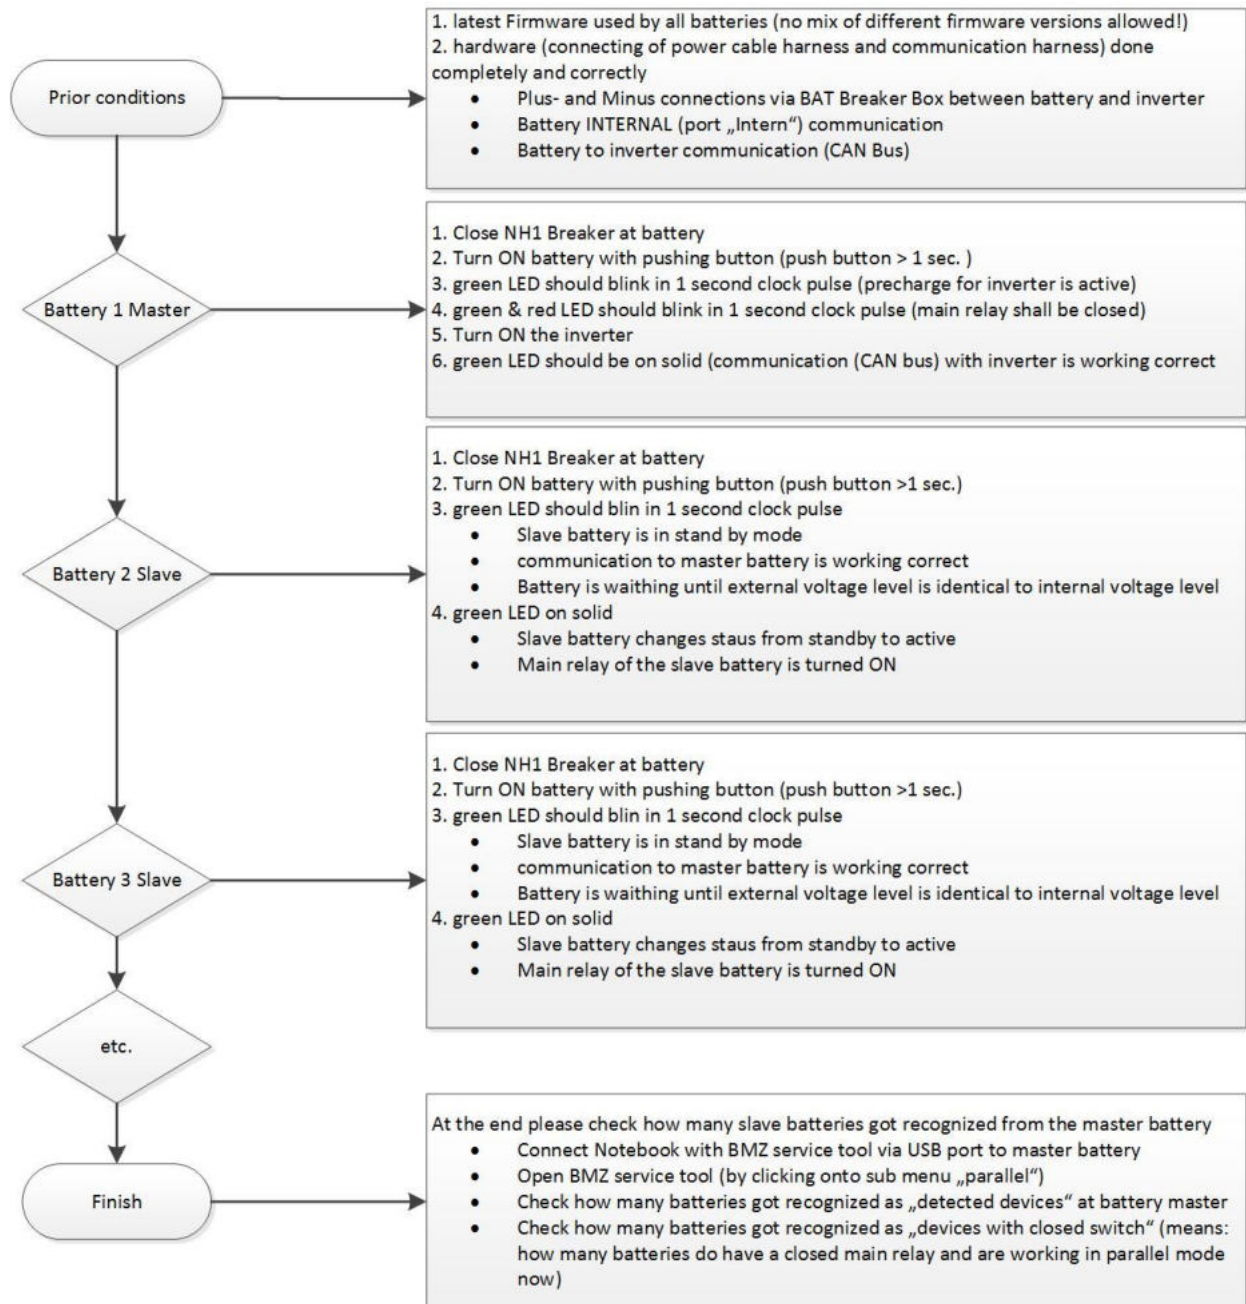 Prior conditions
1. latest Firmware used by all batteries (no mix of different firmware versions allowed!)
2. hardware (connecting of power cable harness and communication harness) done
completely and correctly
• Plus- and Minus connections via BAT Breaker Box between battery and inverter
• Battery INTERNAL (port „Intern“) communication
• Battery to inverter communication (CAN Bus)
Battery 1 Master
1. Close NH1 Breaker at battery
2. Turn ON battery with pushing button (push button > 1 sec. )
3. green LED should blink in 1 second clock pulse (precharge for inverter is active)
4. green & red LED should blink in 1 second clock pulse (main relay shall be closed)
5. Turn ON the inverter
6. green LED should be on solid (communication (CAN bus) with inverter is working correct
Battery 2 Slave
1. Close NH1 Breaker at battery
2. Turn ON battery with pushing button (push button >1 sec.)
3. green LED should blin in 1 second clock pulse
• Slave battery is in stand by mode
• communication to master battery is working correct
• Battery is waithing until external voltage level is identical to internal voltage level
4. green LED on solid
• Slave battery changes staus from standby to active
• Main relay of the slave battery is turned ON
Battery 3 Slave
1. Close NH1 Breaker at battery
2. Turn ON battery with pushing button (push button >1 sec.)
3. green LED should blin in 1 second clock pulse
• Slave battery is in stand by mode
• communication to master battery is working correct
• Battery is waithing until external voltage level is identical to internal voltage level
4. green LED on solid
• Slave battery changes staus from standby to active
• Main relay of the slave battery is turned ON
etc.
Finish
At the end please check how many slave batteries got recognized from the master battery
• Connect Notebook with BMZ service tool via USB port to master battery
• Open BMZ service tool (by clicking onto sub menu „parallel“)
• Check how many batteries got recognized as „detected devices“ at battery master
• Check how many batteries got recognized as „devices with closed switch“ (means:
how many batteries do have a closed main relay and are working in parallel mode
now)